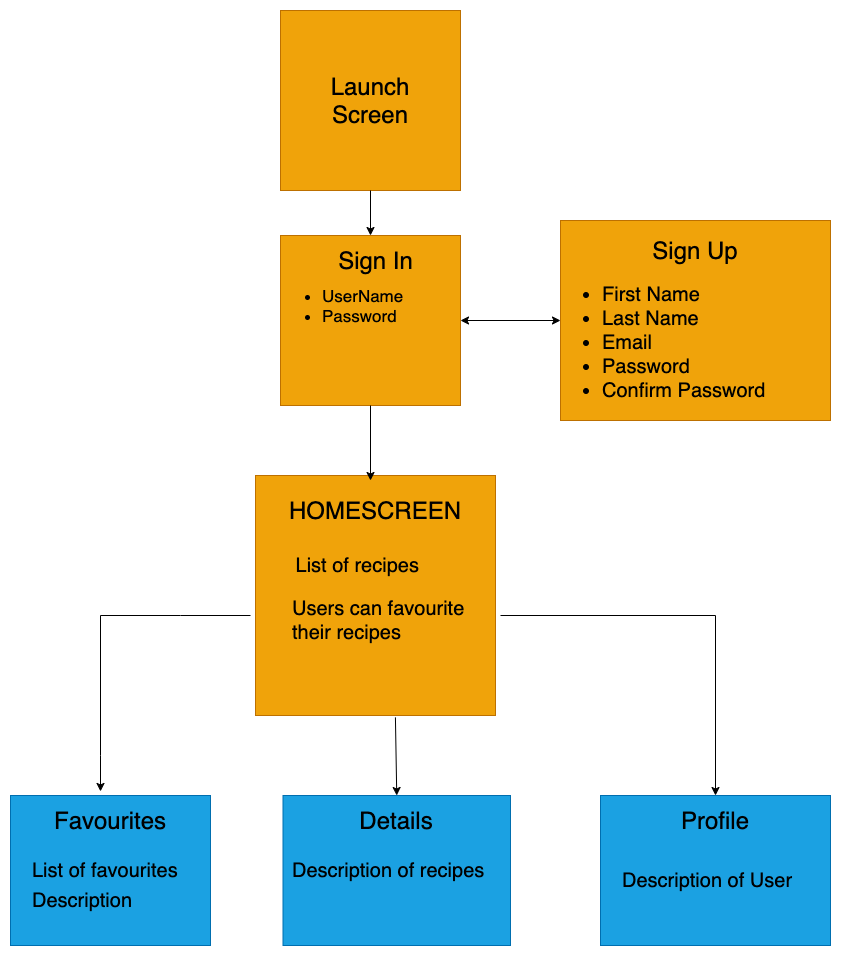 Launch
Screen
Sign In
• UserName
• Password
Sign Up
• First Name
• Last Name
• Email
• Password
• Confirm Password
HOMESCREEN
List of recipes
Users can favourite
their recipes
Favourites
List of favourites
Description
Details
Description of recipes
Profile
Description of User